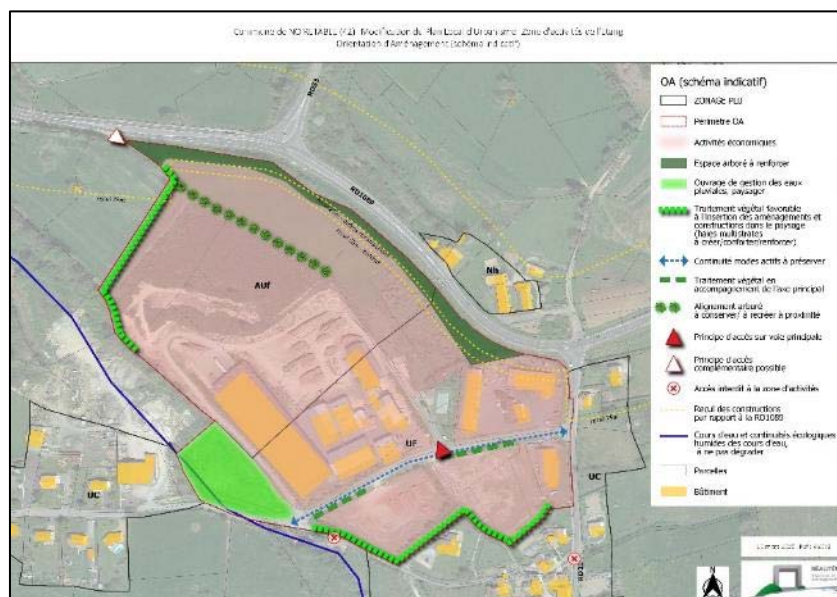 Commune de NOIRETABLE (42) - Modification du Plan Local d'Urbanisme - Zone d'activités de l'Etang
Orientation d'Aménagement (schéma indicatif)
RD53
RD1089
Nh
AUf
UF
UC
UC
RD110
OA (schéma indicatif)
ZONAGE PLU
Périmètre OA
Activités économiques
Espace arboré à renforcer
Ouvrage de gestion des eaux
pluviales, paysager
Traitement végétal favorable
à l'insertion des aménagements et
constructions dans le paysage
(haies multistrates
à créer/conforter/renforcer)
Continuité modes actifs à préserver
Traitement végétal en
accompagnement de l'axe principal
Alignement arboré
à conserver/ à recréer à proximité
Principe d'accès sur voie principale
Principe d'accès
complémentaire possible
Accès interdit à la zone d'activités
Recul des constructions
par rapport à la RD1089
Cours d'eau et continuités écologiques
humides des cours d'eau,
à ne pas dégrader
Parcelles
Bâtiment
N